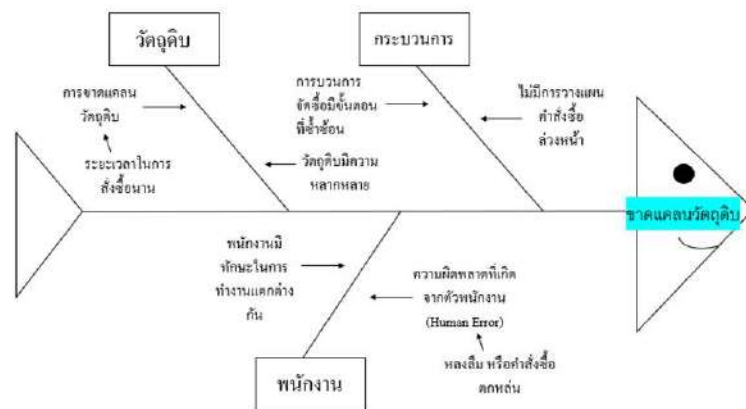 วัตถุดิบ
กระบวนการ
การขาดแคลน
วัตถุดิบ
ระยะเวลาในการ
สั่งซื้อนาน
วัตถุดิบมีความ
หลากหลาย
การบวนการ
จัดซื้อมีขั้นตอน
ที่ซ้ำซ้อน
ไม่มีการวางแผน
คำสั่งซื้อ
ล่วงหน้า
ขาดแคลนวัตถุดิบ
พนักงานมี
ทักษะในการ
ทำงานแตกต่าง
กัน
ความผิดพลาดที่เกิด
จากตัวพนักงาน
(Human Error)
หลงลืม หรือคำสั่งซื้อ
ตกหล่น
พนักงาน